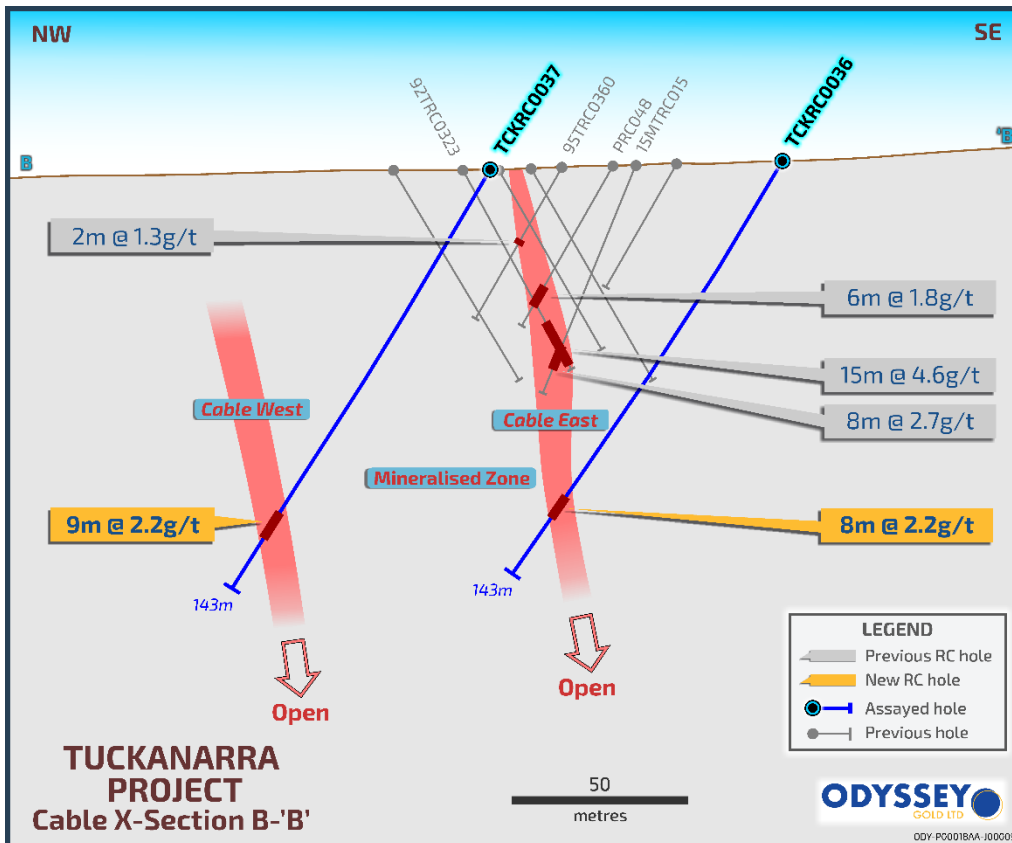 NW
SE
92TRC0323
TCKRC0037
95TRC0360
PRC048
15MTRC015
TCKRC0036
B
'B'
2m @ 1.3g/t
6m @ 1.8g/t
15m @ 4.6g/t
8m @ 2.7g/t
Cable West
Cable East
Mineralised Zone
9m @ 2.2g/t
8m @ 2.2g/t
143m
143m
Open
Open
LEGEND
Previous RC hole
New RC hole
Assayed hole
Previous hole
TUCKANARRA
PROJECT
Cable X-Section B-'B'
50
metres
ODYSSEY
GOLD LTD